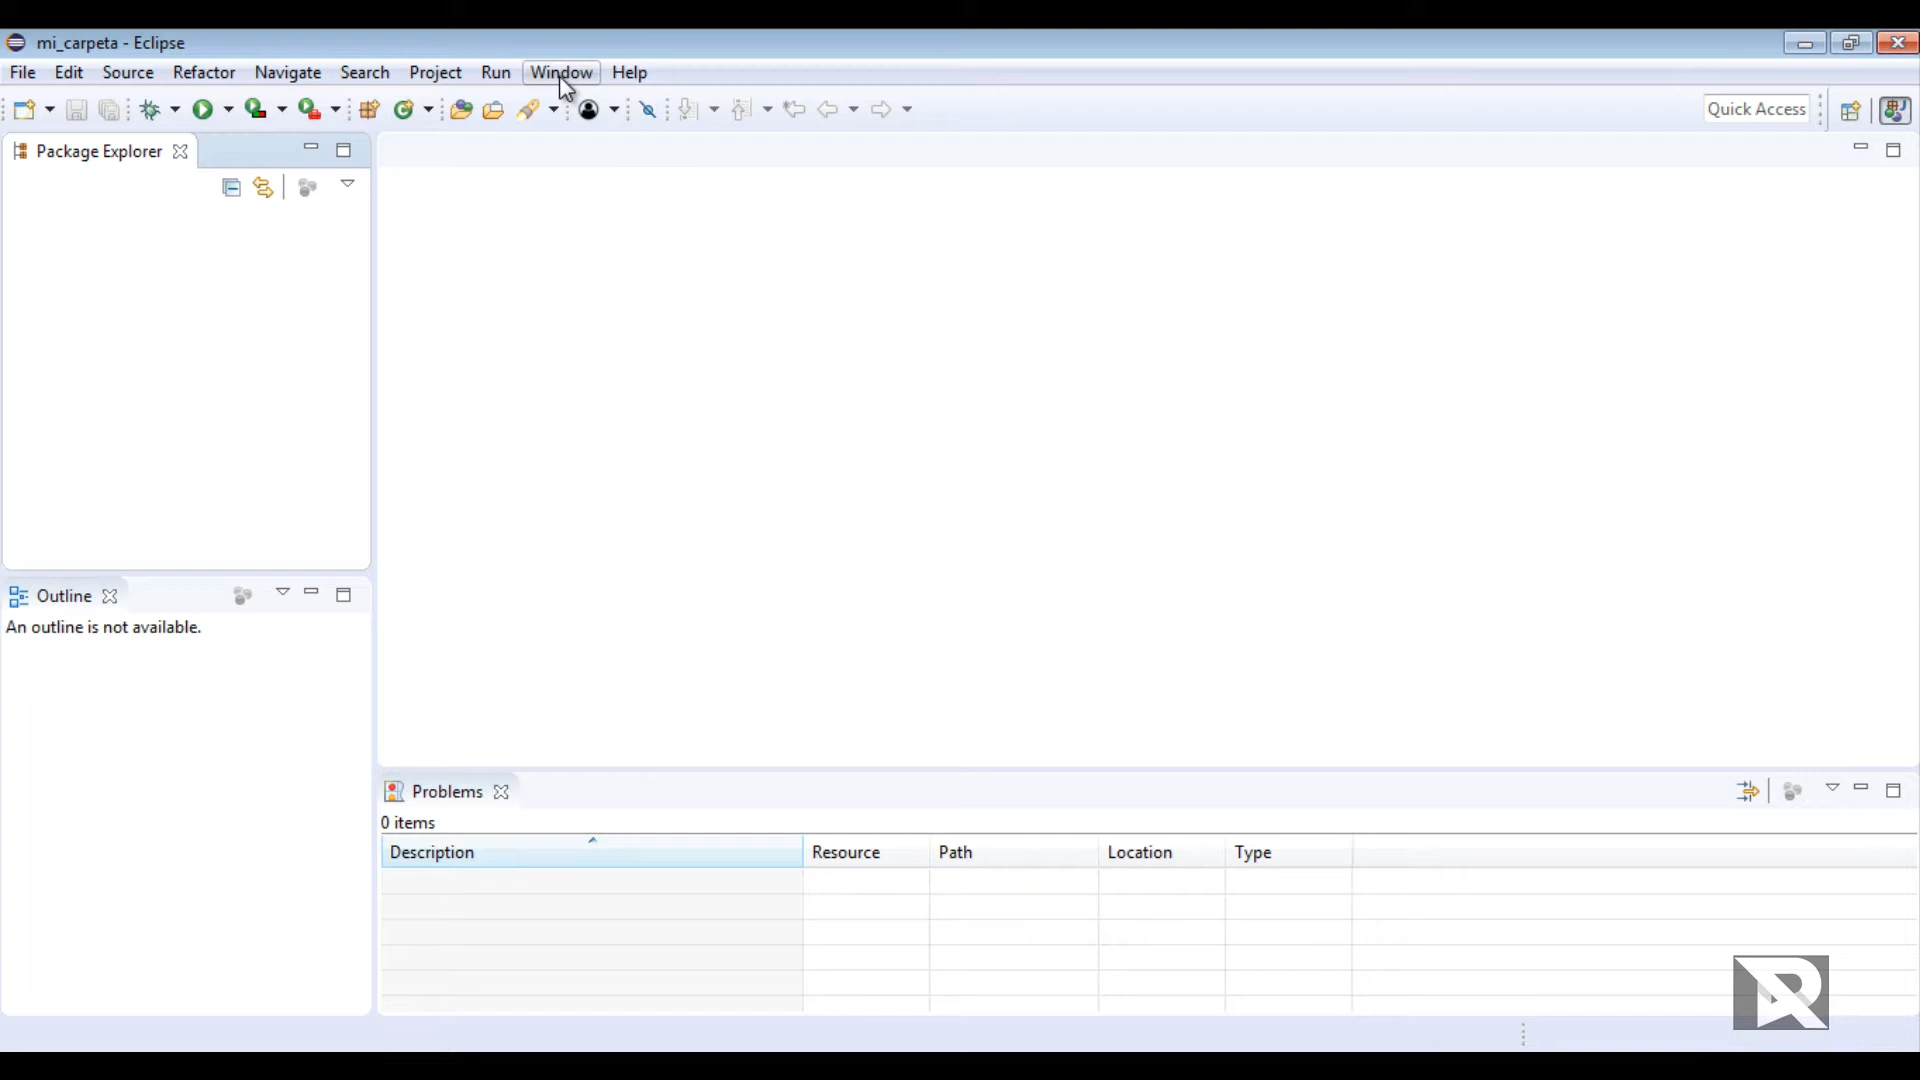 mi_carpeta - Eclipse
File Edit Source Refactor Navigate Search Project Run Window Help
Quick Access
Package Explorer
Outline
An outline is not available.
Problems
0 items
Description Resource Path Location Type